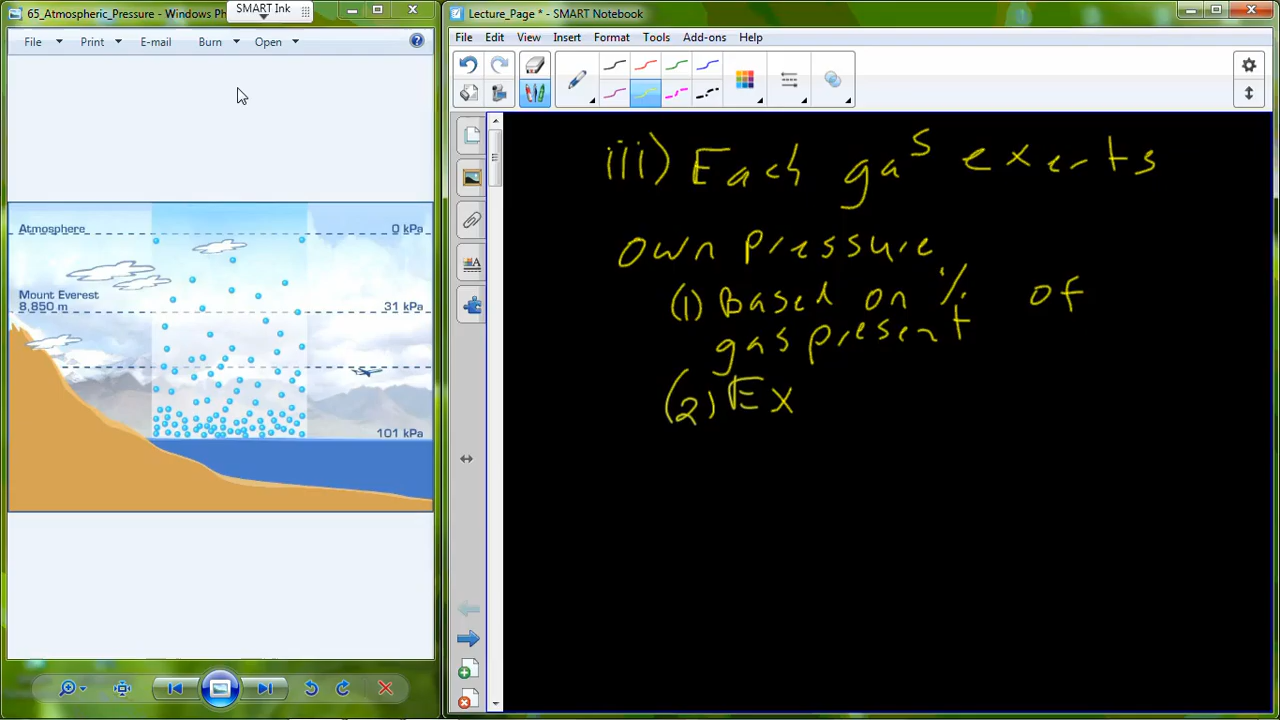 65_Atmospheric_Pressure - Windows Ph
SMART Ink
File Print E-mail Burn Open
Atmosphere 0 kPa
Mount Everest
8,850 m 31 kPa
101 kPa
Lecture_Page * - SMART Notebook
File Edit View Insert Format Tools Add-ons Help
iii) Each gas exerts
own pressure
(1) Based on % of
gas present
(2) Ex